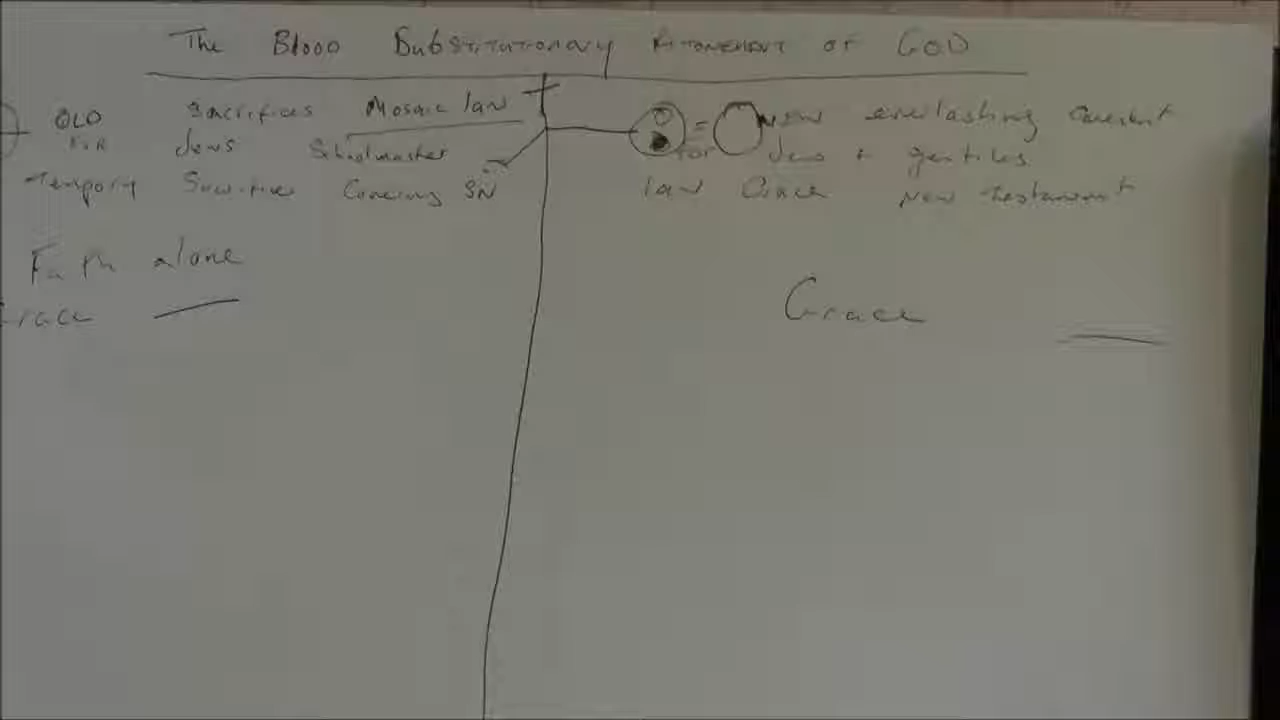 The Blood Substitutionary Atonement of GOD
OLD Sacrifices Mosaic law
FOR Jews Schoolmaster
Temporary Sacrifices Covering SIN
Faith alone
Grace
NEW everlasting Covenant
for Jews + gentiles
law Grace New testament
Grace